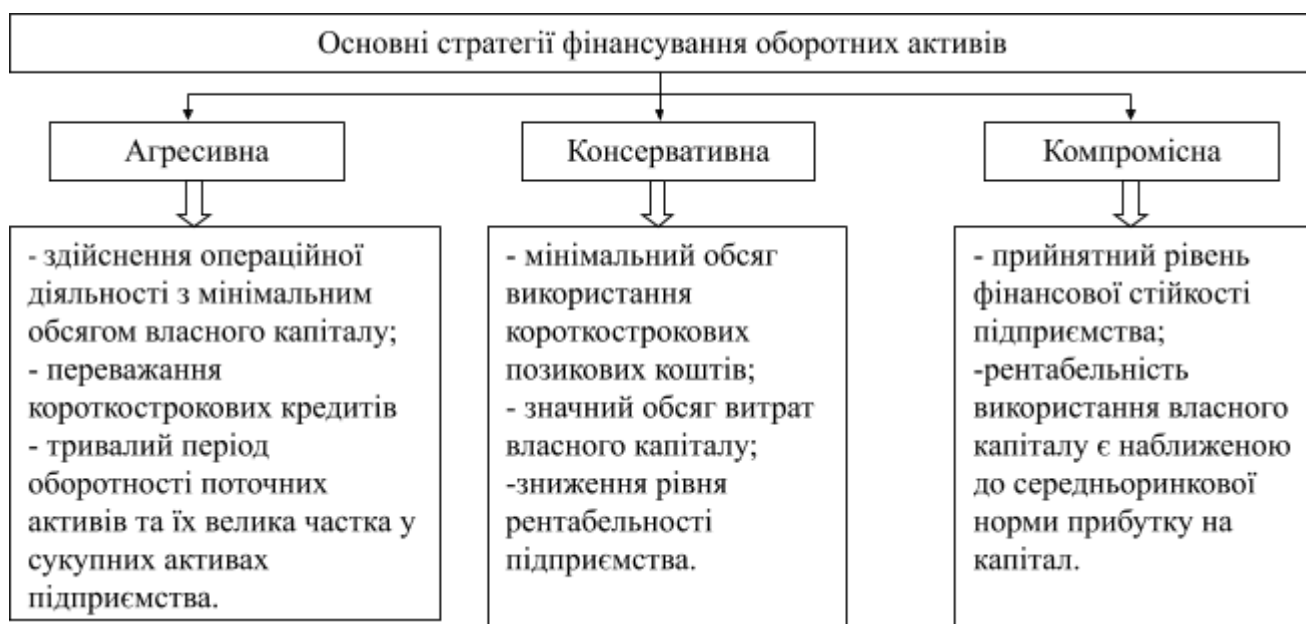 Основні стратегії фінансування оборотних активів
Агресивна
Консервативна
Компромісна
- здійснення операційної
діяльності з мінімальним
обсягом власного капіталу;
- переважання
короткострокових кредитів
- тривалий період
оборотності поточних
активів та їх велика частка у
сукупних активах
підприємства.
- мінімальний обсяг
використання
короткострокових
позикових коштів;
- значний обсяг витрат
власного капіталу;
-зниження рівня
рентабельності
підприємства.
- прийнятний рівень
фінансової стійкості
підприємства;
-рентабельність
використання власного
капіталу є наближеною
до середньоринкової
норми прибутку на
капітал.